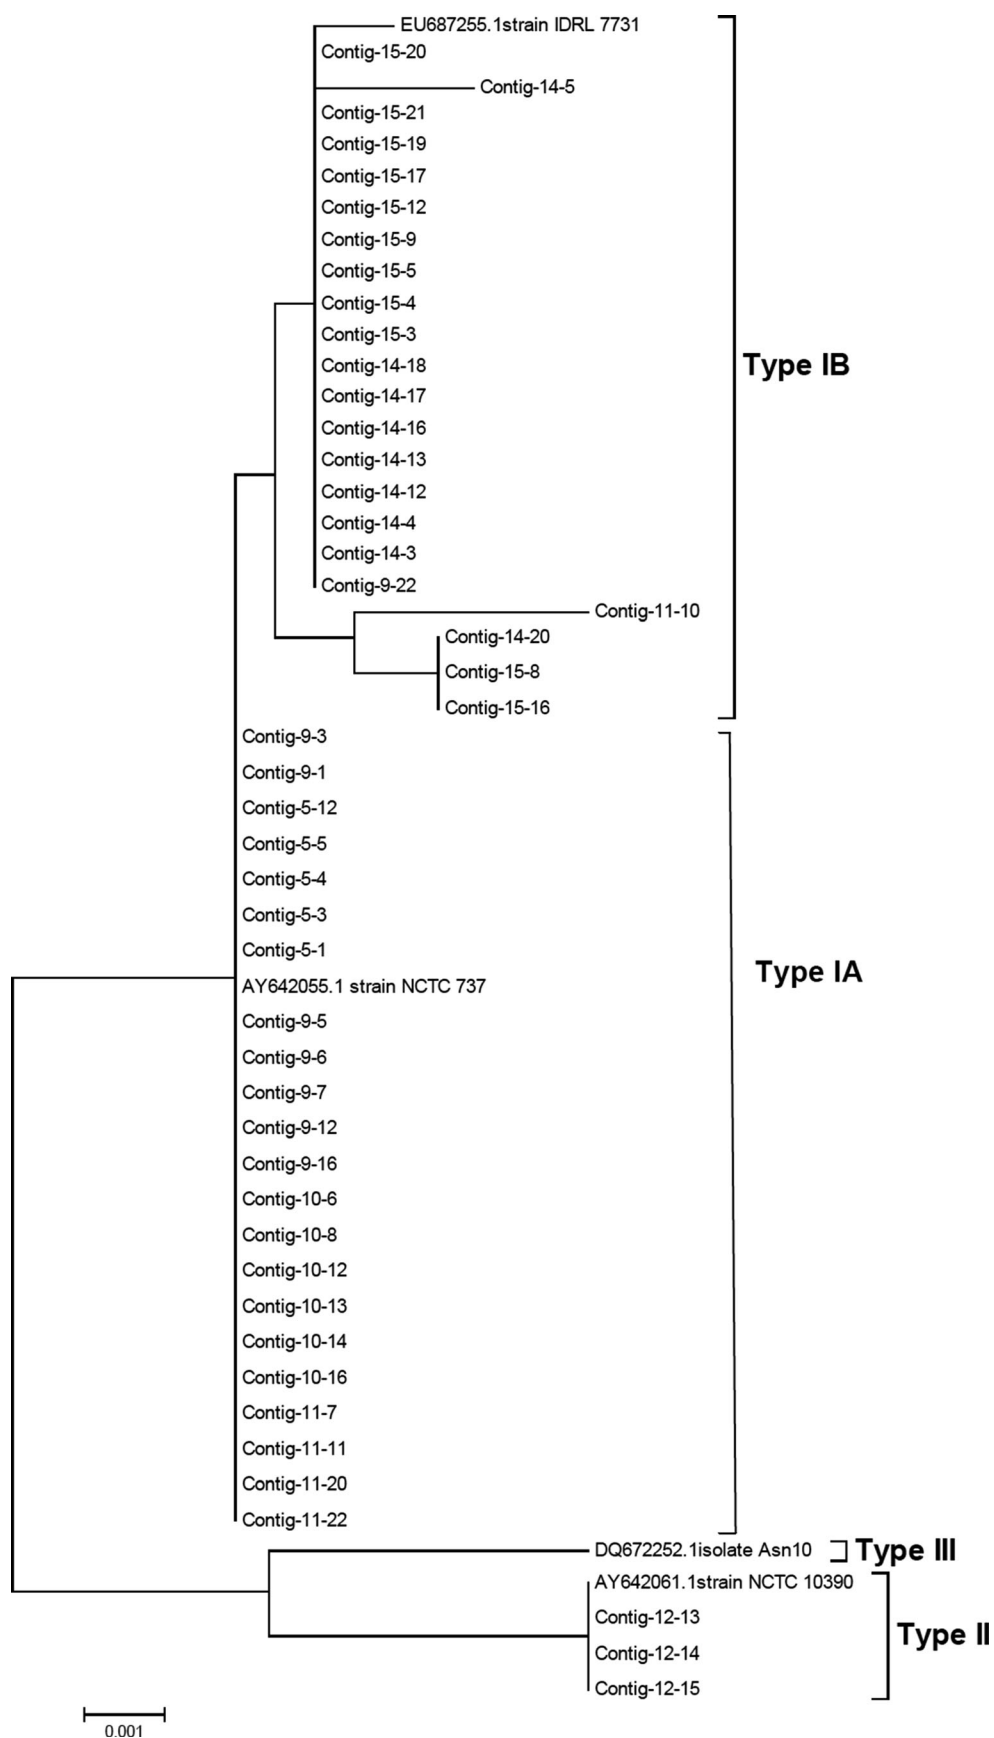 EU687255.1strain IDRL 7731
Contig-15-20
Contig-14-5
Contig-15-21
Contig-15-19
Contig-15-17
Contig-15-12
Contig-15-9
Contig-15-5
Contig-15-4
Contig-15-3
Contig-14-18
Contig-14-17
Contig-14-16
Contig-14-13
Contig-14-12
Contig-14-4
Contig-14-3
Contig-9-22
Contig-11-10
Contig-14-20
Contig-15-8
Contig-15-16
Type IB
Contig-9-3
Contig-9-1
Contig-5-12
Contig-5-5
Contig-5-4
Contig-5-3
Contig-5-1
AY642055.1 strain NCTC 737
Contig-9-5
Contig-9-6
Contig-9-7
Contig-9-12
Contig-9-16
Contig-10-6
Contig-10-8
Contig-10-12
Contig-10-13
Contig-10-14
Contig-10-16
Contig-11-7
Contig-11-11
Contig-11-20
Contig-11-22
Type IA
DQ672252.1isolate Asn10
Type III
AY642061.1strain NCTC 10390
Contig-12-13
Contig-12-14
Contig-12-15
Type II
0.001